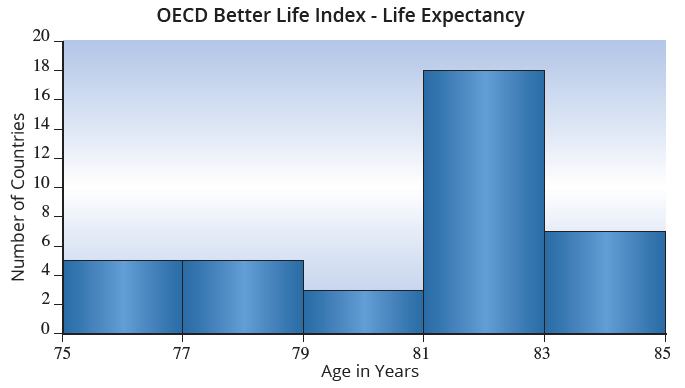 OECD Better Life Index - Life Expectancy
Number of Countries
20
18
16
14
12
10
8
6
4
2
0
75 77 79 81 83 85
Age in Years